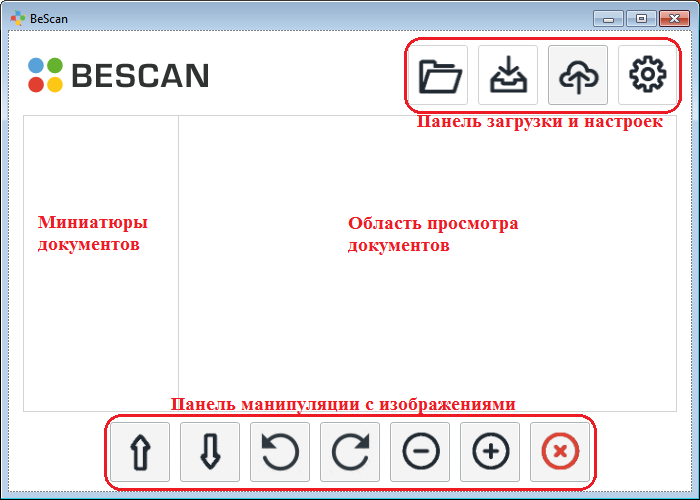 BeScan
BESCAN
Панель загрузки и настроек
Миниатюры
документов
Область просмотра
документов
Панель манипуляции с изображениями